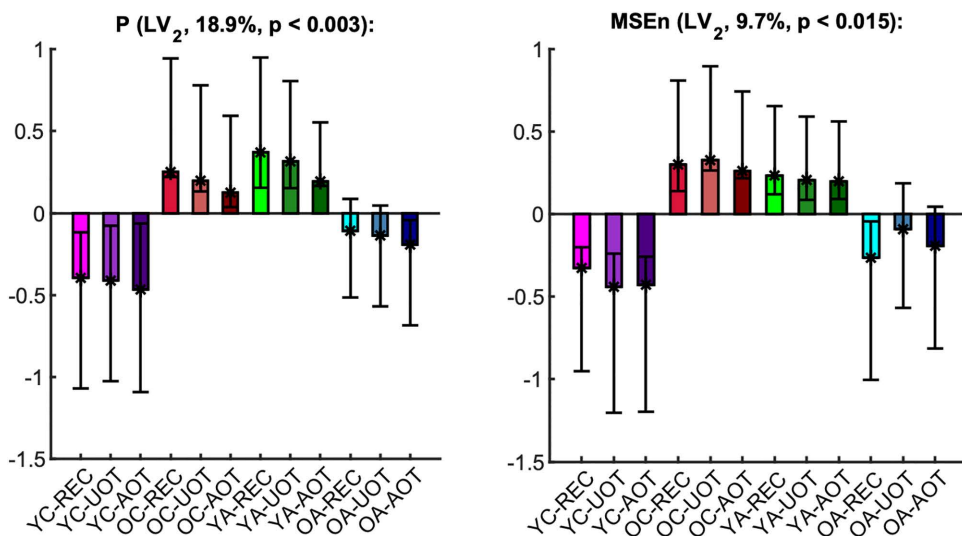 P (LV2, 18.9%, p < 0.003):
1
0.5
0
-0.5
-1
-1.5
YC-REC
YC-UOT
YC-AOT
OC-REC
OC-UOT
OC-AOT
YA-REC
YA-UOT
YA-AOT
OA-REC
OA-UOT
OA-AOT
MSEn (LV2, 9.7%, p < 0.015):
1
0.5
0
-0.5
-1
-1.5
YC-REC
YC-UOT
YC-AOT
OC-REC
OC-UOT
OC-AOT
YA-REC
YA-UOT
YA-AOT
OA-REC
OA-UOT
OA-AOT